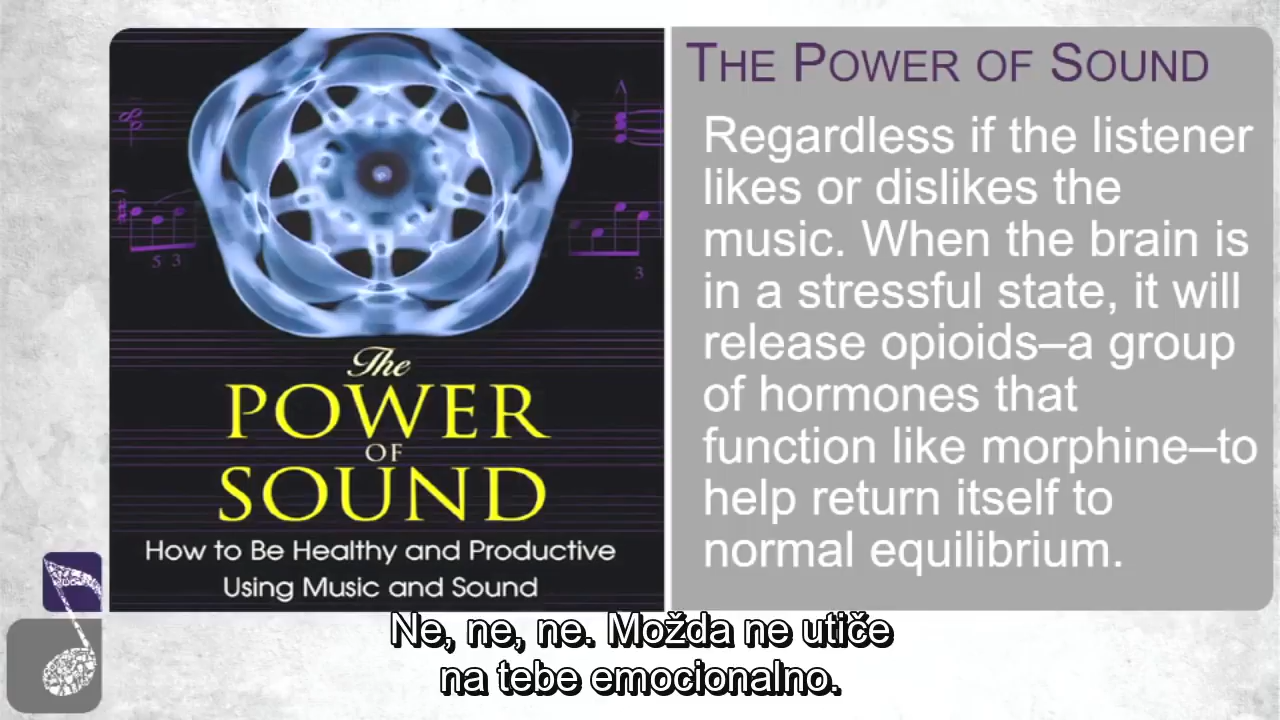 The
POWER
OF
SOUND
How to Be Healthy and Productive
Using Music and Sound
THE POWER OF SOUND
Regardless if the listener
likes or dislikes the
music. When the brain is
in a stressful state, it will
release opioids–a group
of hormones that
function like morphine–to
help return itself to
normal equilibrium.
Ne, ne, ne. Možda ne utiče
na tebe emocionalno.